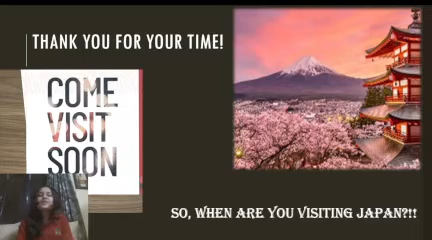 THANK YOU FOR YOUR TIME!
COME
VISIT
SOON
SO, WHEN ARE YOU VISITING JAPAN?!!